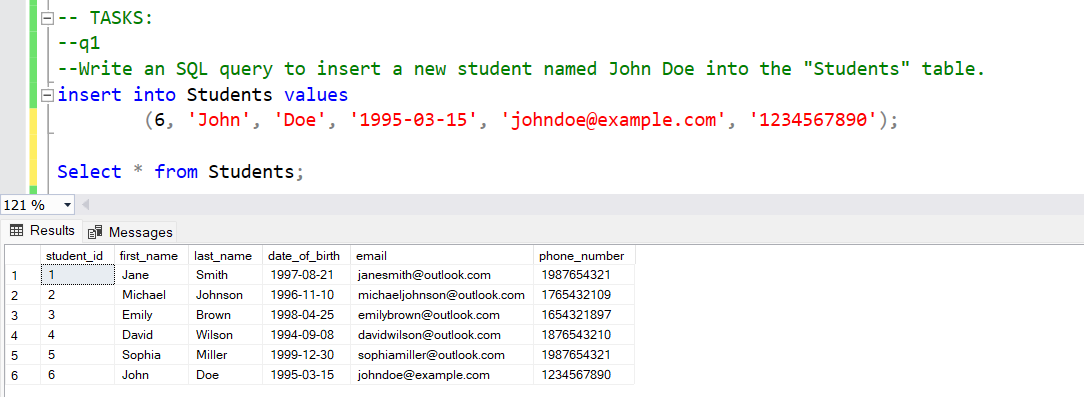 -- TASKS:
--q1
--Write an SQL query to insert a new student named John Doe into the "Students" table.
insert into Students values
(6, 'John', 'Doe', '1995-03-15', 'johndoe@example.com', '1234567890');
Select * from Students;
121 %
Results Messages
student_id first_name last_name date_of_birth email phone_number
1 1 Jane Smith 1997-08-21 janesmith@outlook.com 1987654321
2 2 Michael Johnson 1996-11-10 michaeljohnson@outlook.com 1765432109
3 3 Emily Brown 1998-04-25 emilybrown@outlook.com 1654321897
4 4 David Wilson 1994-09-08 davidwilson@outlook.com 1876543210
5 5 Sophia Miller 1999-12-30 sophiamiller@outlook.com 1987654321
6 6 John Doe 1995-03-15 johndoe@example.com 1234567890